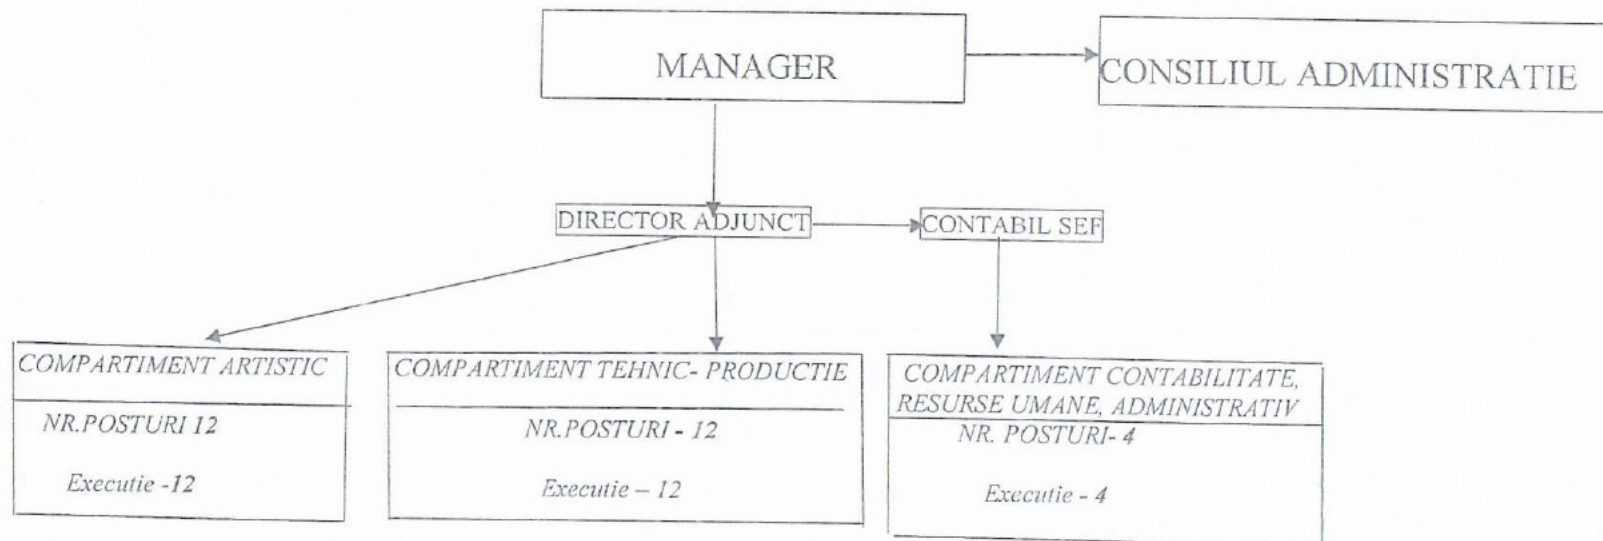 MANAGER
CONSILIUL ADMINISTRATIE
DIRECTOR ADJUNCT
CONTABIL SEF
COMPARTIMENT ARTISTIC
NR.POSTURI 12
Executie -12
COMPARTIMENT TEHNIC- PRODUCTIE
NR.POSTURI - 12
Executie – 12
COMPARTIMENT CONTABILITATE,
RESURSE UMANE, ADMINISTRATIV
NR. POSTURI- 4
Executie - 4